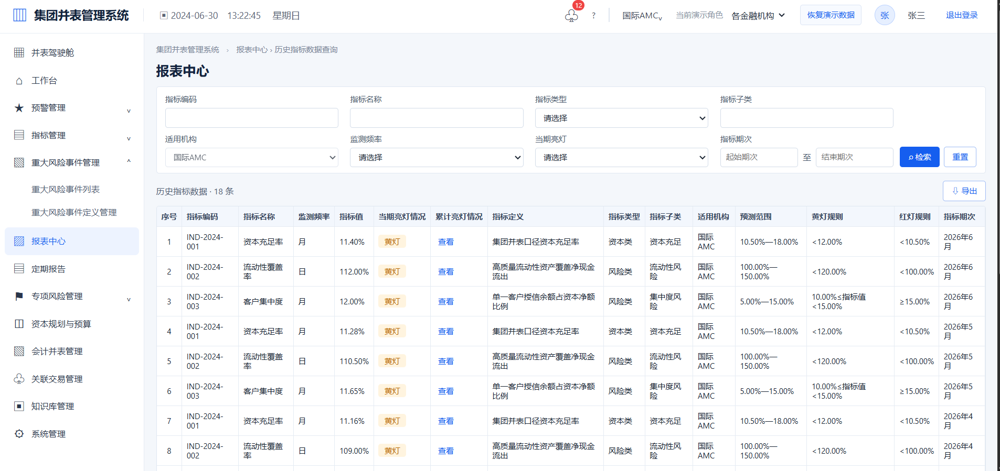 集团并表管理系统
2024-06-30 13:22:45 星期日
12
?
国际AMC
当前演示角色 各金融机构
恢复演示数据
张 张三
退出登录
并表驾驶舱
工作台
预警管理
指标管理
重大风险事件管理
重大风险事件列表
重大风险事件定义管理
报表中心
定期报告
专项风险管理
资本规划与预算
会计并表管理
关联交易管理
知识库管理
系统管理
集团并表管理系统 › 报表中心 › 历史指标数据查询
报表中心
指标编码 指标名称 指标类型 指标子类
请选择
适用机构 监测频率 当期亮灯 指标期次
国际AMC 请选择 请选择 起始期次 至 结束期次 检索 重置
历史指标数据 · 18 条
导出
序号 指标编码 指标名称 监测频率 指标值 当期亮灯情况 累计亮灯情况 指标定义 指标类型 指标子类 适用机构 预测范围 黄灯规则 红灯规则 指标期次
1 IND-2024-001 资本充足率 月 11.40% 黄灯 查看 集团并表口径资本充足率 资本类 资本充足 国际AMC 10.50%—18.00% <12.00% <10.50% 2026年6月
2 IND-2024-002 流动性覆盖率 日 112.00% 黄灯 查看 高质量流动性资产覆盖净现金流出 风险类 流动性风险 国际AMC 100.00%—150.00% <120.00% <100.00% 2026年6月
3 IND-2024-003 客户集中度 月 12.00% 黄灯 查看 单一客户授信余额占资本净额比例 风险类 集中度风险 国际AMC 5.00%—15.00% 10.00%≤指标值<15.00% ≥15.00% 2026年6月
4 IND-2024-001 资本充足率 月 11.28% 黄灯 查看 集团并表口径资本充足率 资本类 资本充足 国际AMC 10.50%—18.00% <12.00% <10.50% 2026年5月
5 IND-2024-002 流动性覆盖率 日 110.50% 黄灯 查看 高质量流动性资产覆盖净现金流出 风险类 流动性风险 国际AMC 100.00%—150.00% <120.00% <100.00% 2026年5月
6 IND-2024-003 客户集中度 月 11.65% 黄灯 查看 单一客户授信余额占资本净额比例 风险类 集中度风险 国际AMC 5.00%—15.00% 10.00%≤指标值<15.00% ≥15.00% 2026年5月
7 IND-2024-001 资本充足率 月 11.16% 黄灯 查看 集团并表口径资本充足率 资本类 资本充足 国际AMC 10.50%—18.00% <12.00% <10.50% 2026年4月
8 IND-2024-002 流动性覆盖率 日 109.00% 黄灯 查看 高质量流动性资产覆盖净现金流出 风险类 流动性风险 国际AMC 100.00%—150.00% <120.00% <100.00% 2026年4月